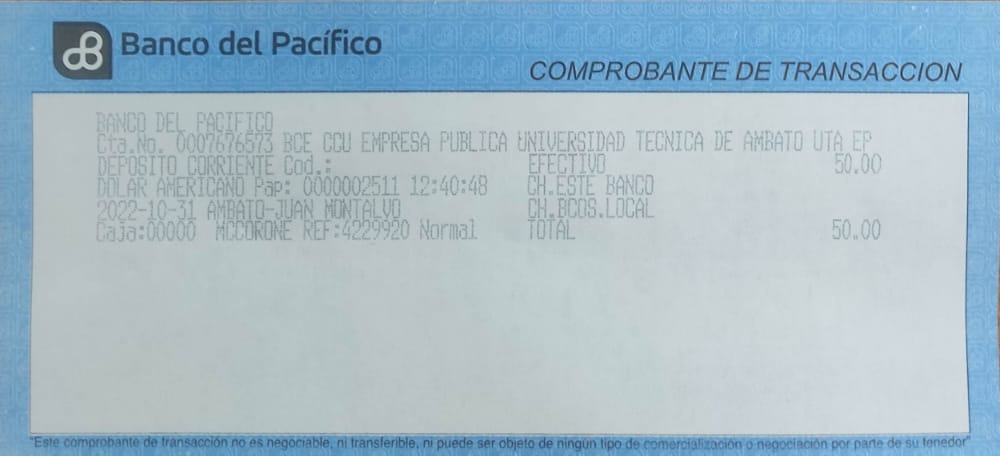 Banco del Pacífico
COMPROBANTE DE TRANSACCION
BANCO DEL PACIFICO
Cta.No. 0007676573 BCE CCU EMPRESA PUBLICA UNIVERSIDAD TECNICA DE AMBATO UTA EP
DEPOSITO CORRIENTE Cod.: EFECTIVO 50.00
DOLAR AMERICANO Pap: 0000002511 12:40:48 CH.ESTE BANCO
2022-10-31 AMBATO-JUAN MONTALVO CH.BCOS.LOCAL
Caja:00000 MCCORONE REF:4229920 Normal TOTAL 50.00
"Este comprobante de transacción no es negociable, ni transferible, ni puede ser objeto de ningún tipo de comercialización o negociación por parte de su tenedor"